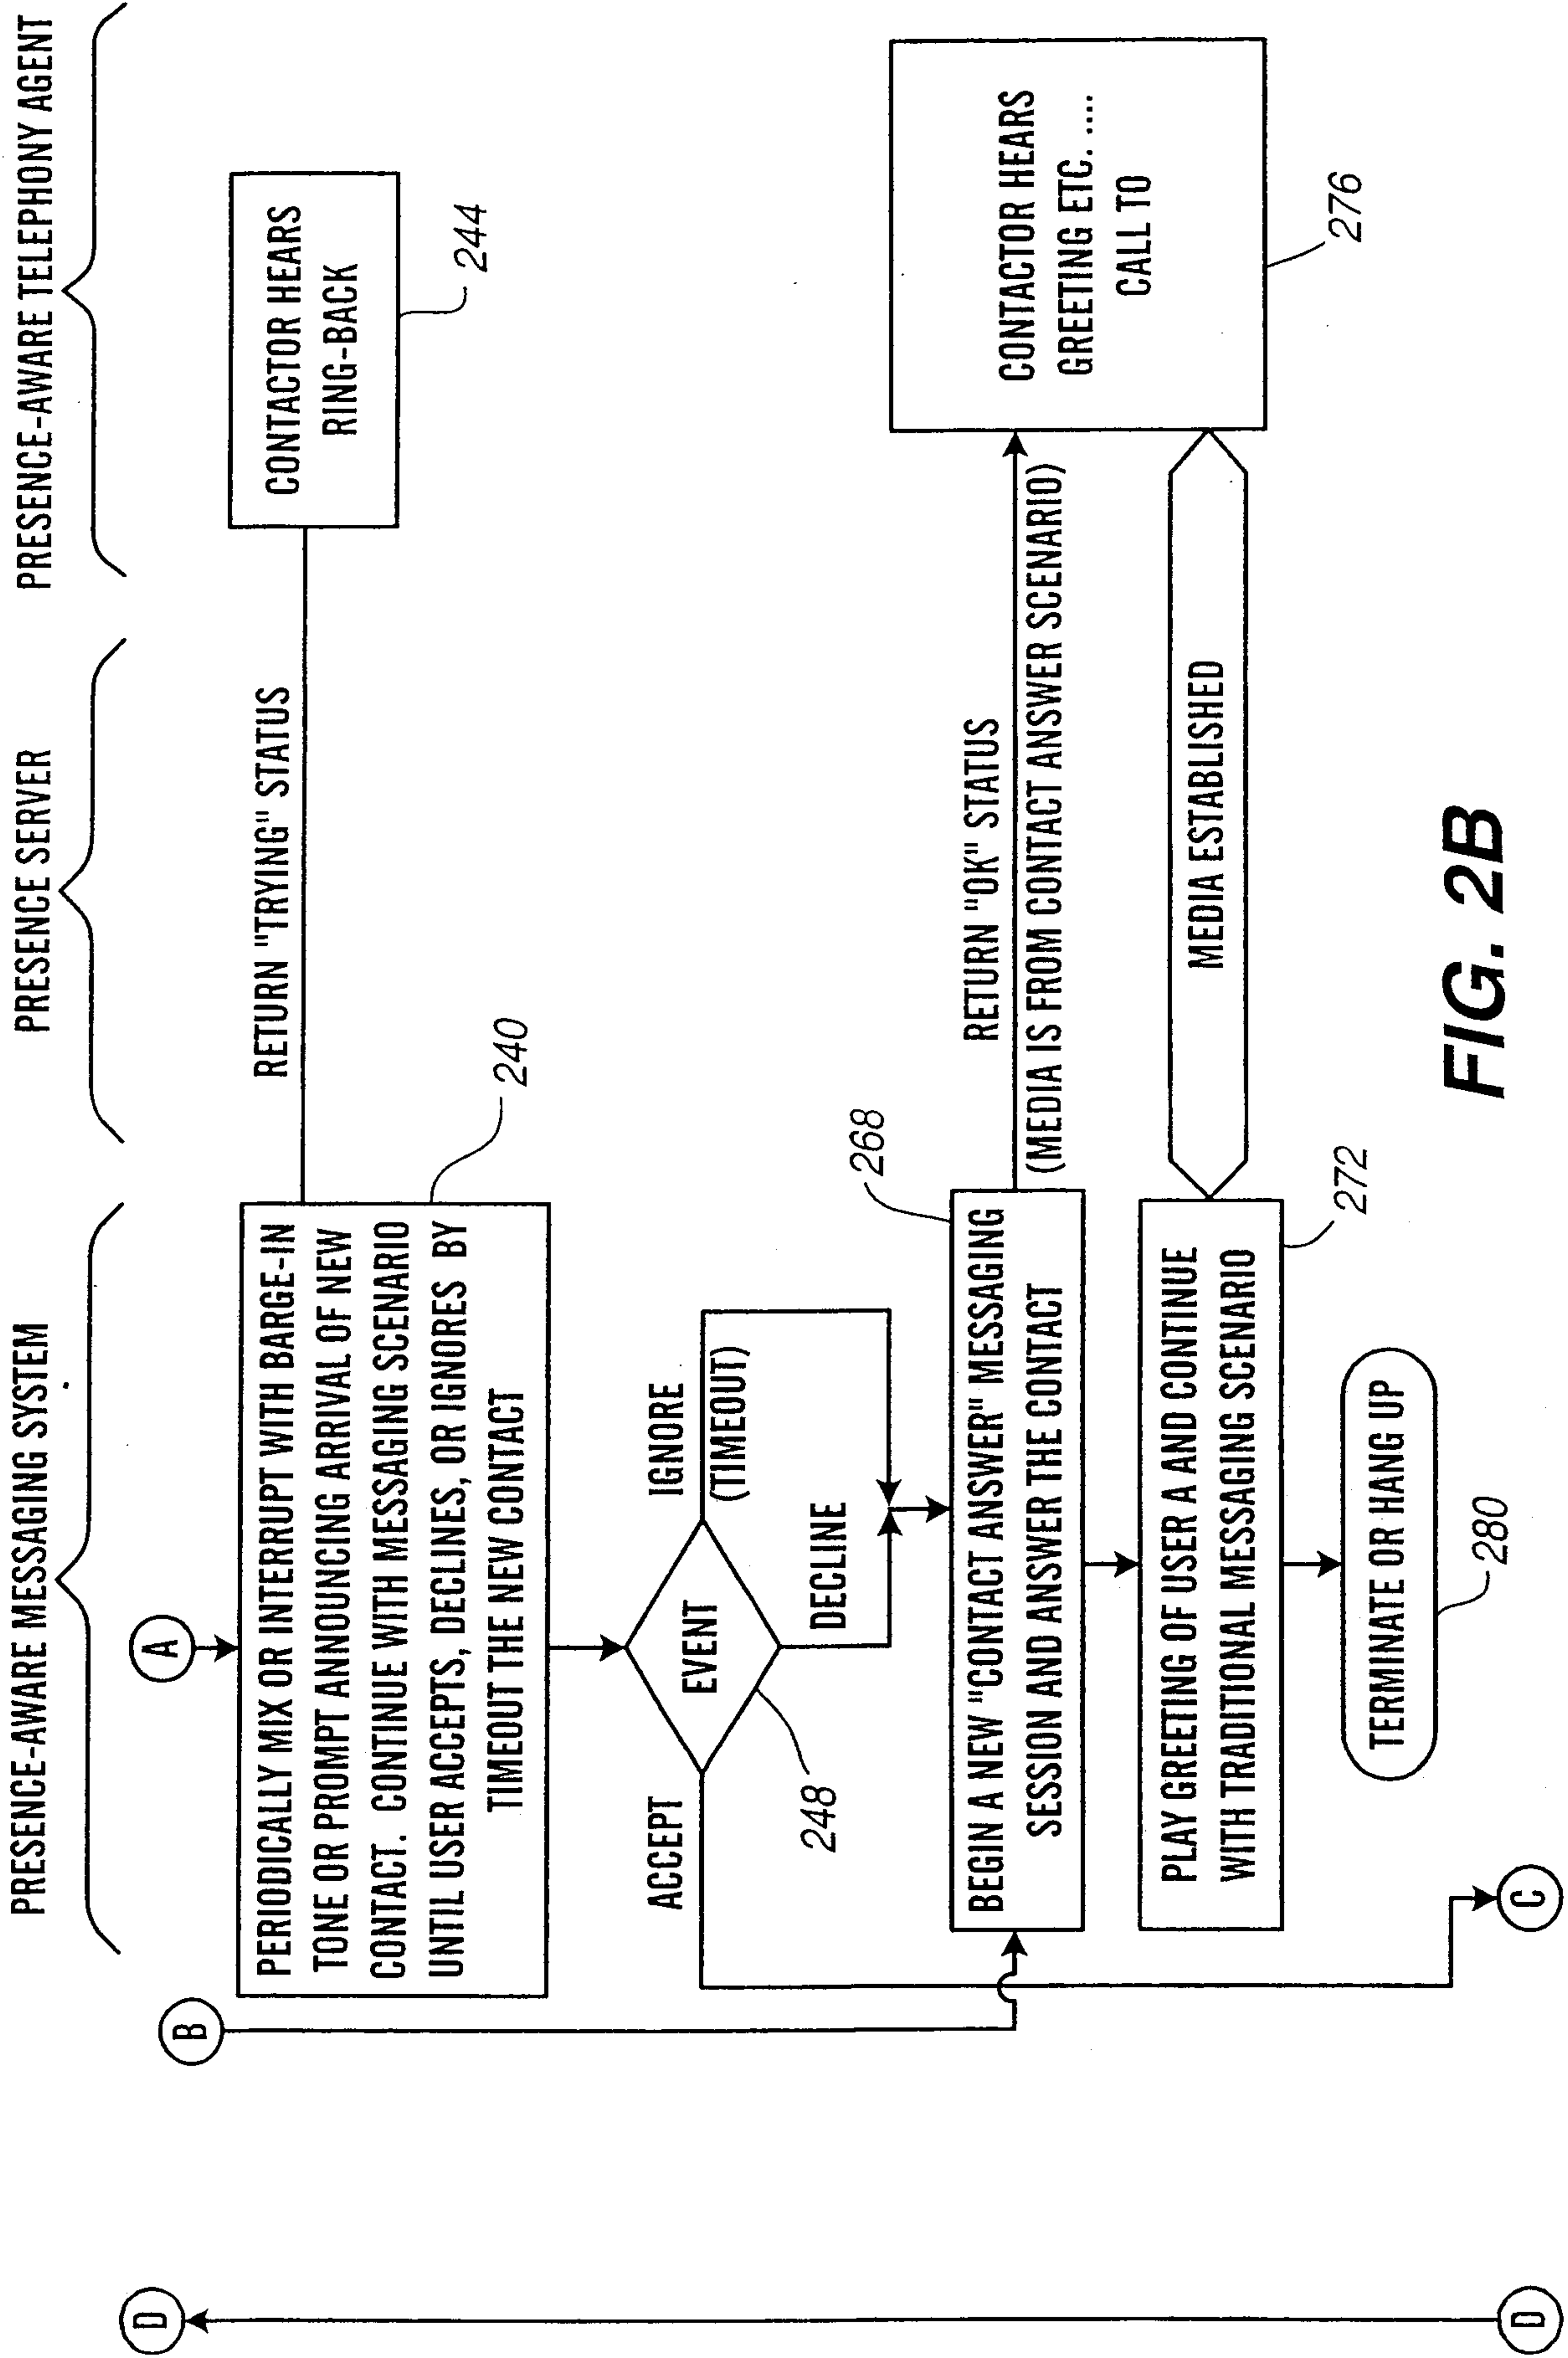 PRESENCE-AWARE MESSAGING SYSTEM
PRESENCE SERVER
PRESENCE-AWARE TELEPHONY AGENT
D
B
A
PERIODICALLY MIX OR INTERRUPT WITH BARGE-IN
TONE OR PROMPT ANNOUNCING ARRIVAL OF NEW
CONTACT. CONTINUE WITH MESSAGING SCENARIO
UNTIL USER ACCEPTS, DECLINES, OR IGNORES BY
TIMEOUT THE NEW CONTACT
240
RETURN "TRYING" STATUS
CONTACTOR HEARS
RING-BACK
244
ACCEPT
EVENT
248
IGNORE
(TIMEOUT)
DECLINE
268
BEGIN A NEW "CONTACT ANSWER" MESSAGING
SESSION AND ANSWER THE CONTACT
RETURN "OK" STATUS
(MEDIA IS FROM CONTACT ANSWER SCENARIO)
CONTACTOR HEARS
GREETING ETC. ....
CALL TO
276
PLAY GREETING OF USER A AND CONTINUE
WITH TRADITIONAL MESSAGING SCENARIO
272
MEDIA ESTABLISHED
TERMINATE OR HANG UP
280
D
C
FIG. 2B